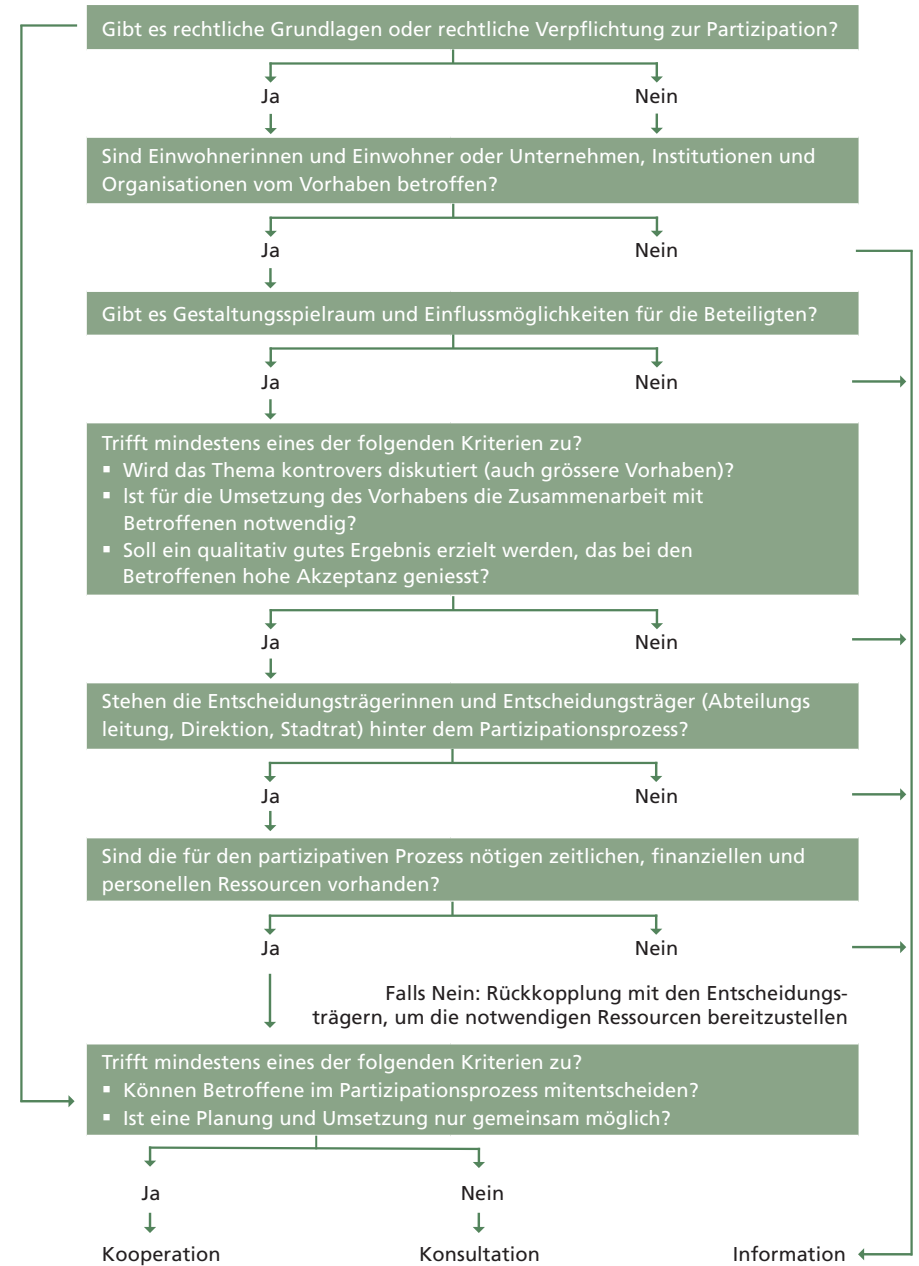 Gibt es rechtliche Grundlagen oder rechtliche Verpflichtung zur Partizipation?
Ja
Nein
Sind Einwohnerinnen und Einwohner oder Unternehmen, Institutionen und
Organisationen vom Vorhaben betroffen?
Ja
Nein
Gibt es Gestaltungsspielraum und Einflussmöglichkeiten für die Beteiligten?
Ja
Nein
Trifft mindestens eines der folgenden Kriterien zu?
▪ Wird das Thema kontrovers diskutiert (auch grössere Vorhaben)?
▪ Ist für die Umsetzung des Vorhabens die Zusammenarbeit mit
Betroffenen notwendig?
▪ Soll ein qualitativ gutes Ergebnis erzielt werden, das bei den
Betroffenen hohe Akzeptanz geniesst?
Ja
Nein
Stehen die Entscheidungsträgerinnen und Entscheidungsträger (Abteilungs
leitung, Direktion, Stadtrat) hinter dem Partizipationsprozess?
Ja
Nein
Sind die für den partizipativen Prozess nötigen zeitlichen, finanziellen und
personellen Ressourcen vorhanden?
Ja
Nein
Falls Nein: Rückkopplung mit den Entscheidungs-
trägern, um die notwendigen Ressourcen bereitzustellen
Trifft mindestens eines der folgenden Kriterien zu?
▪ Können Betroffene im Partizipationsprozess mitentscheiden?
▪ Ist eine Planung und Umsetzung nur gemeinsam möglich?
Ja
Nein
Kooperation
Konsultation
Information